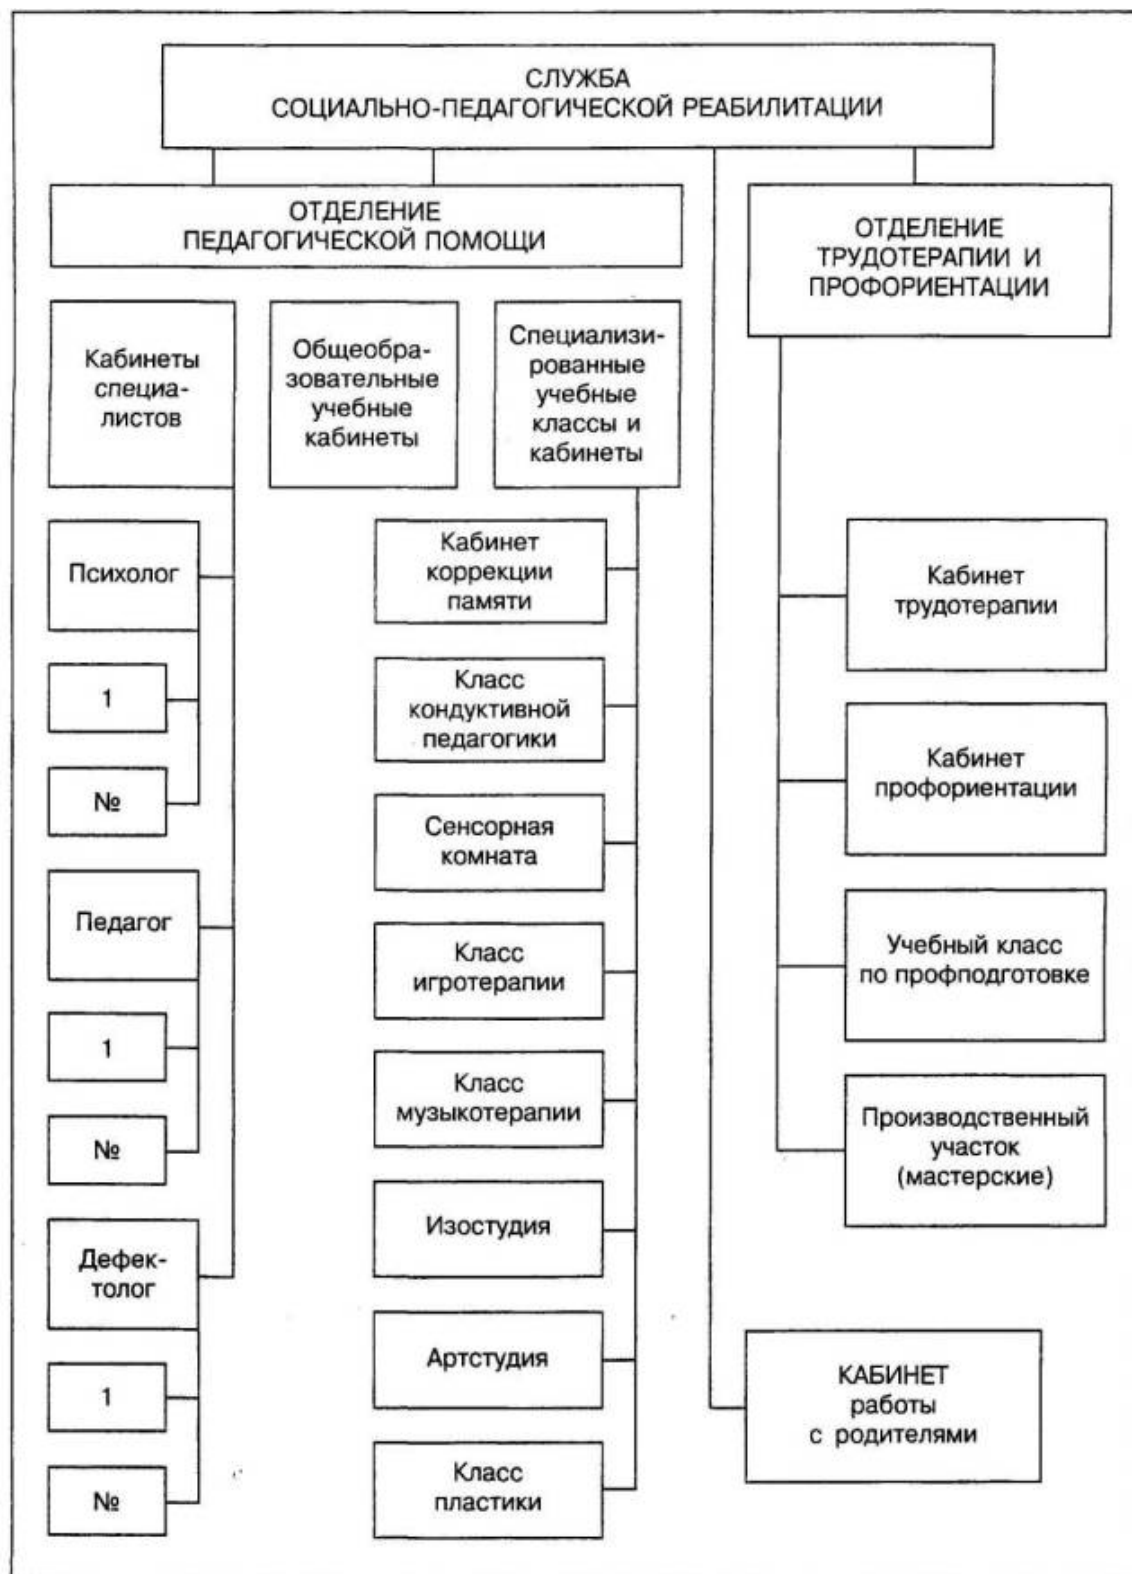 СЛУЖБА
СОЦИАЛЬНО-ПЕДАГОГИЧЕСКОЙ РЕАБИЛИТАЦИИ
ОТДЕЛЕНИЕ
ПЕДАГОГИЧЕСКОЙ ПОМОЩИ
ОТДЕЛЕНИЕ
ТРУДОТЕРАПИИ И
ПРОФОРИЕНТАЦИИ
Кабинеты
специа-
листов
Общеобра-
зовательные
учебные
кабинеты
Специализи-
рованные
учебные
классы и
кабинеты
Психолог
1
№
Педагог
1
№
Дефек-
толог
1
№
Кабинет
коррекции
памяти
Класс
кондуктивной
педагогики
Сенсорная
комната
Класс
игротерапии
Класс
музыкотерапии
Изостудия
Артстудия
Класс
пластики
Кабинет
трудотерапии
Кабинет
профориентации
Учебный класс
по профподготовке
Производственный
участок
(мастерские)
КАБИНЕТ
работы
с родителями